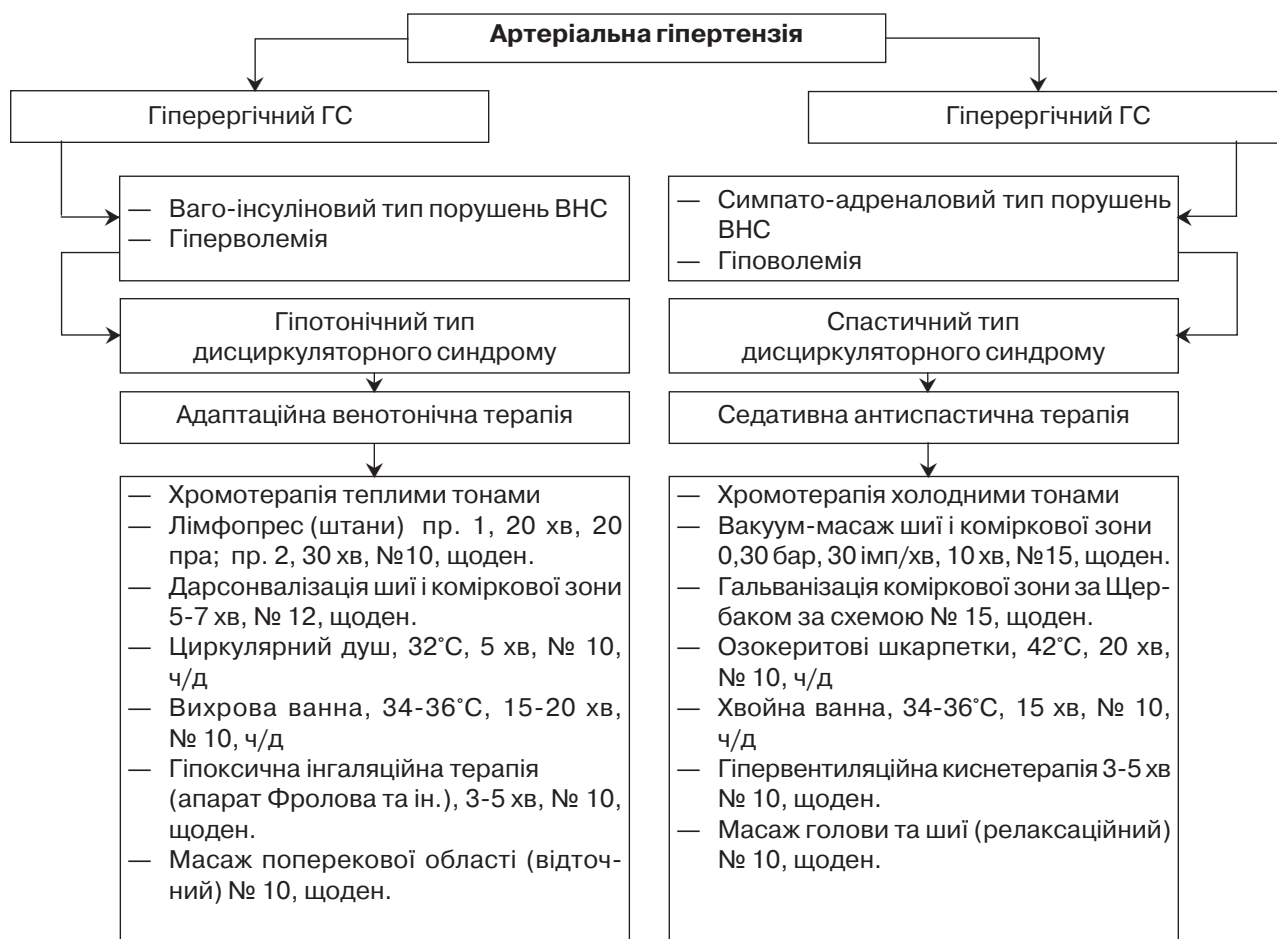 Артеріальна гіпертензія
Гіперергічний ГС
Гіперергічний ГС
— Ваго-інсуліновий тип порушень ВНС
— Гіперволемія
— Симпато-адреналовий тип порушень
ВНС
— Гіповолемія
Гіпотонічний тип
дисциркуляторного синдрому
Спастичний тип
дисциркуляторного синдрому
Адаптаційна венотонічна терапія
Седативна антиспастична терапія
— Хромотерапія теплими тонами
— Лімфопрес (штани) пр. 1, 20 хв, 20
пра; пр. 2, 30 хв, №10, щоден.
— Дарсонвалізація шиї і коміркової зони
5-7 хв, № 12, щоден.
— Циркулярний душ, 32°С, 5 хв, № 10,
ч/д
— Вихрова ванна, 34-36°С, 15-20 хв,
№ 10, ч/д
— Гіпоксична інгаляційна терапія
(апарат Фролова та ін.), 3-5 хв, № 10,
щоден.
— Масаж поперекової області (відточ-
ний) № 10, щоден.
— Хромотерапія холодними тонами
— Вакуум-масаж шиї і коміркової зони
0,30 бар, 30 імп/хв, 10 хв, №15, щоден.
— Гальванізація коміркової зони за Щер-
баком за схемою № 15, щоден.
— Озокеритові шкарпетки, 42°С, 20 хв,
№ 10, ч/д
— Хвойна ванна, 34-36°С, 15 хв, № 10,
ч/д
— Гіпервентиляційна киснетерапія 3-5 хв
№ 10, щоден.
— Масаж голови та шиї (релаксаційний)
№ 10, щоден.